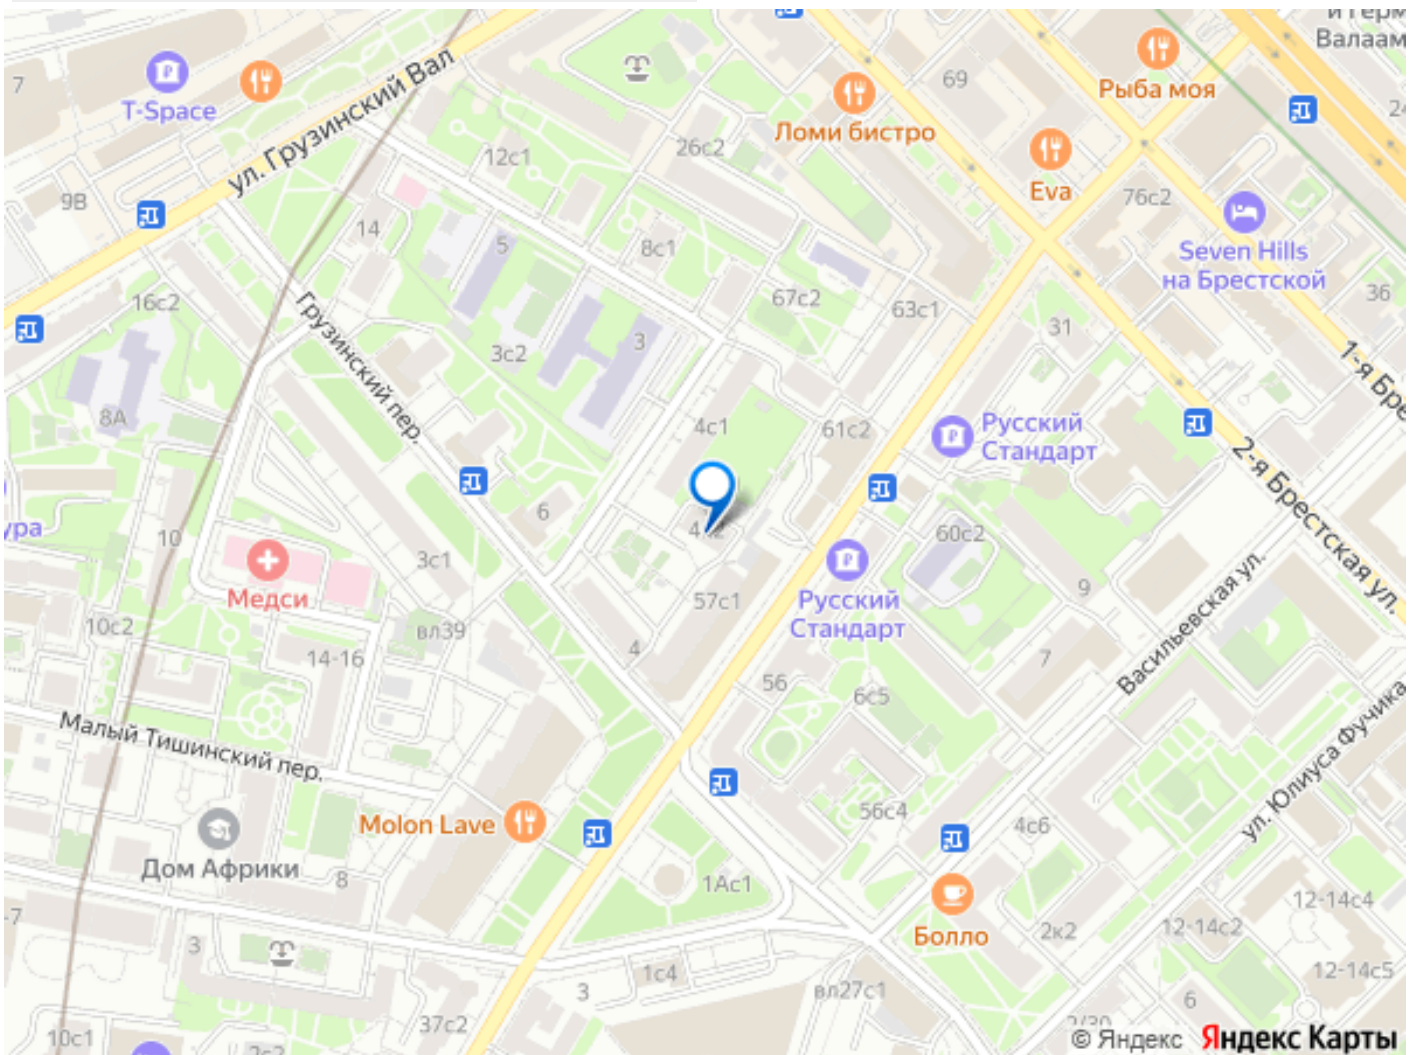 и Герм
Валаам
7
T-Space
ул. Грузинский Вал
69
Рыба моя
24
Ломи бистро
12с1
26с2
Eva
9В
76с2
14
5
8с1
Seven Hills
на Брестской
16с2
67с2
63с1
36
31
Грузинский пер.
3с2
3
1-я Бре
8А
4с1
61с2
Русский
Стандарт
2-я Брестская ул.
ура
10
6
60с2
3с1
Медси
57с1
Русский
Стандарт
9
Васильевская ул.
10с2
вл39
14-16
4
7
56
6с5
Малый Тишинский пер.
ул. Юлиуса Фучика
Molon Lave
56с4
4с6
Дом Африки
8
1Ас1
12-14с4
-7
3
Болло
2к2
12-14с2
1с4
12-14с5
3
вл27с1
6
10с1
37с2
2с2
© Яндекс Яндекс Карты